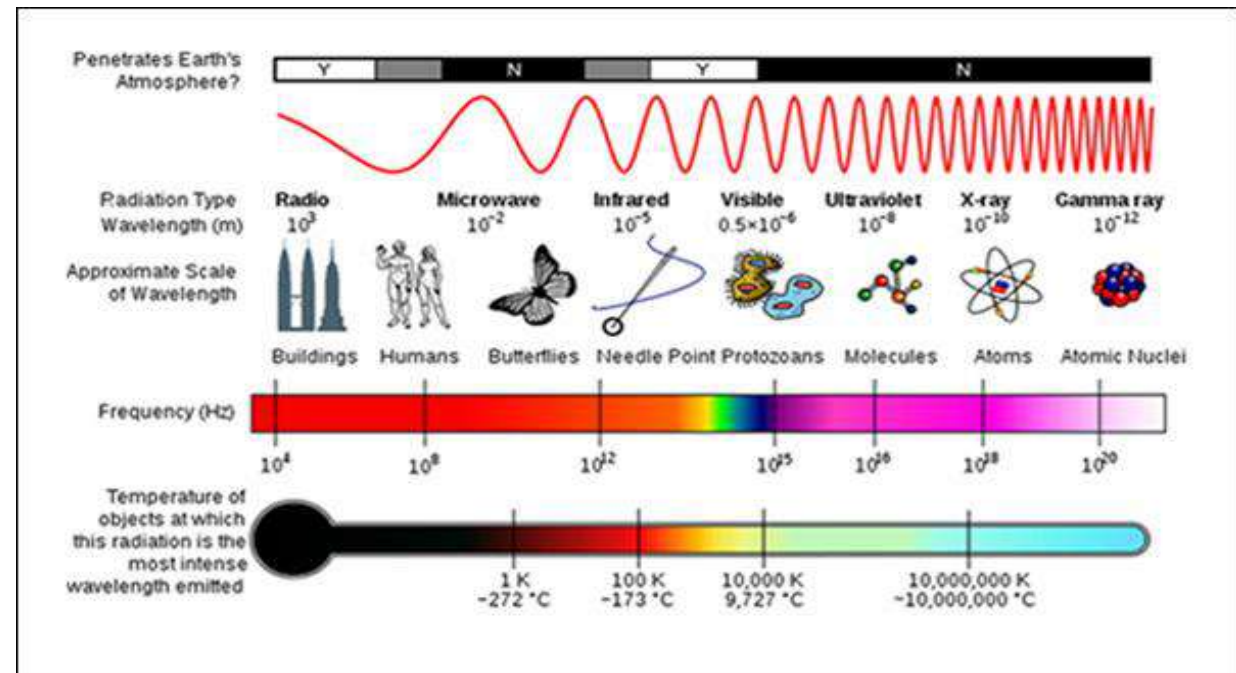 Penetrates Earth's
Atmosphere?
Y N Y N
Radiation Type
Radio Microwave Infrared Visible Ultraviolet X-ray Gamma ray
Wavelength (m)
10³ 10⁻² 10⁻⁵ 0.5×10⁻⁶ 10⁻⁸ 10⁻¹⁰ 10⁻¹²
Approximate Scale
of Wavelength
Buildings Humans Butterflies Needle Point Protozoans Molecules Atoms Atomic Nuclei
Frequency (Hz)
10⁴ 10⁸ 10¹² 10¹⁵ 10¹⁶ 10¹⁸ 10²⁰
Temperature of
objects at which
this radiation is the
most intense
wavelength emitted
1 K 100 K 10,000 K 10,000,000 K
−272 °C −173 °C 9,727 °C ~10,000,000 °C